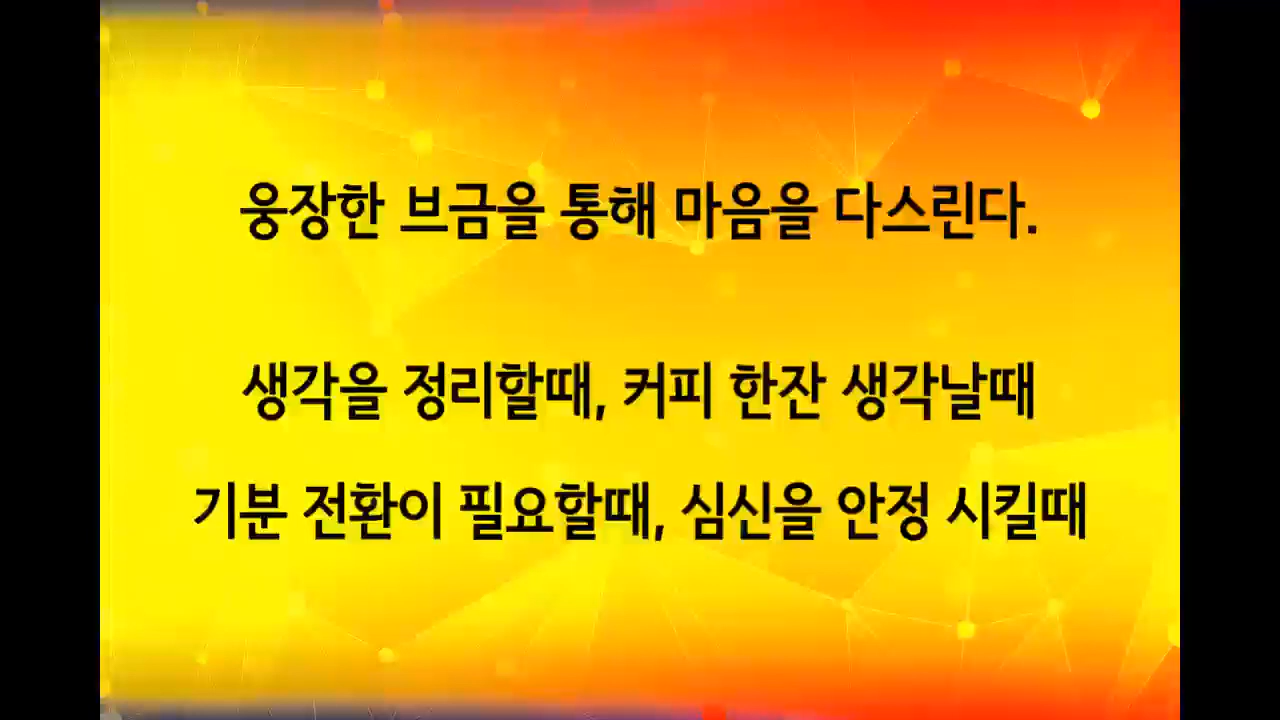 웅장한 브금을 통해 마음을 다스린다.
생각을 정리할때, 커피 한잔 생각날때
기분 전환이 필요할때, 심신을 안정 시킬때